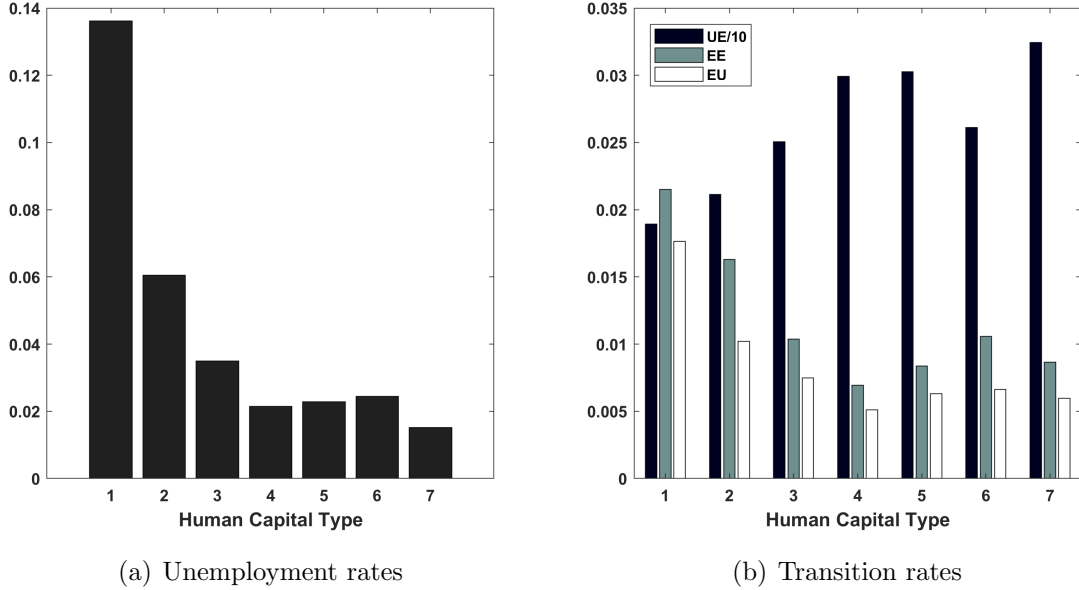 0.14
0.12
0.1
0.08
0.06
0.04
0.02
0
1 2 3 4 5 6 7
Human Capital Type
(a) Unemployment rates
0.035
0.03
0.025
0.02
0.015
0.01
0.005
0
UE/10
EE
EU
1 2 3 4 5 6 7
Human Capital Type
(b) Transition rates